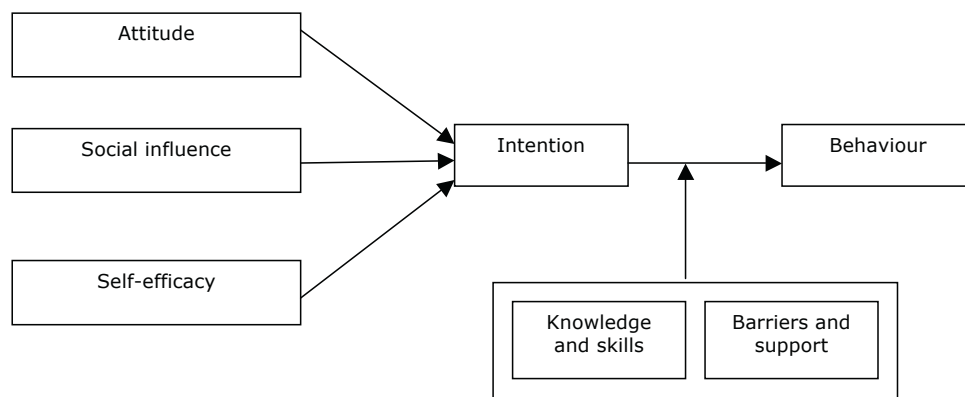 Attitude
Social influence
Self-efficacy
Intention
Behaviour
Knowledge
and skills
Barriers and
support